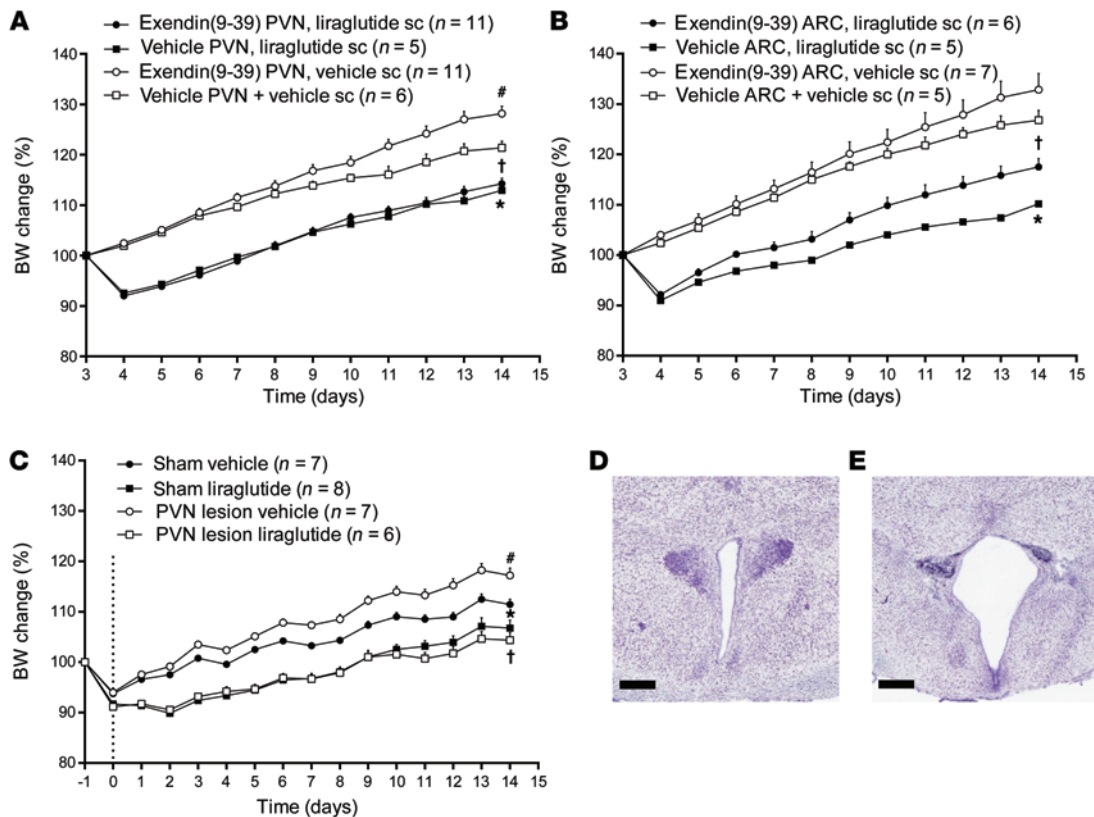 A
Exendin(9-39) PVN, liraglutide sc (n = 11)
Vehicle PVN, liraglutide sc (n = 5)
Exendin(9-39) PVN, vehicle sc (n = 11)
Vehicle PVN + vehicle sc (n = 6)
BW change (%)
140
130
120
110
100
90
80
#
†
*
3 4 5 6 7 8 9 10 11 12 13 14 15
Time (days)
B
Exendin(9-39) ARC, liraglutide sc (n = 6)
Vehicle ARC, liraglutide sc (n = 5)
Exendin(9-39) ARC, vehicle sc (n = 7)
Vehicle ARC + vehicle sc (n = 5)
BW change (%)
140
130
120
110
100
90
80
†
*
3 4 5 6 7 8 9 10 11 12 13 14 15
Time (days)
C
Sham vehicle (n = 7)
Sham liraglutide (n = 8)
PVN lesion vehicle (n = 7)
PVN lesion liraglutide (n = 6)
BW change (%)
140
120
110
100
90
80
#
*
†
-1 0 1 2 3 4 5 6 7 8 9 10 11 12 13 14 15
Time (days)
D
E